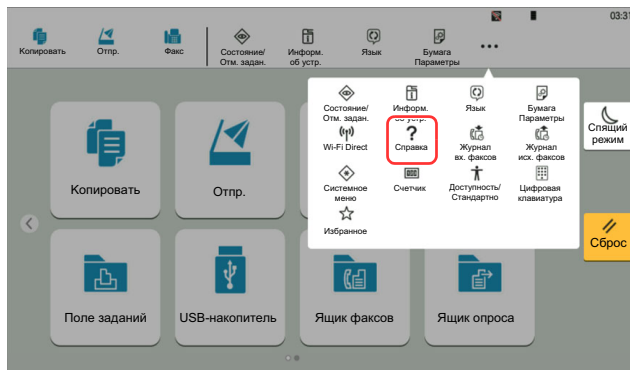 03:31
Копировать
Отпр.
Факс
Состояние/
Отм. задан.
Информ.
об устр.
Язык
Бумага
Параметры
Состояние/
Отм. задан.
Информ.
об устр.
Язык
Бумага
Параметры
Wi-Fi Direct
Справка
Журнал
вх. факсов
Журнал
исх. факсов
Системное
меню
Счетчик
Доступность/
Стандартно
Цифровая
клавиатура
Избранное
Спящий
режим
Сброс
Копировать
Отпр.
Поле заданий
USB-накопитель
Ящик факсов
Ящик опроса